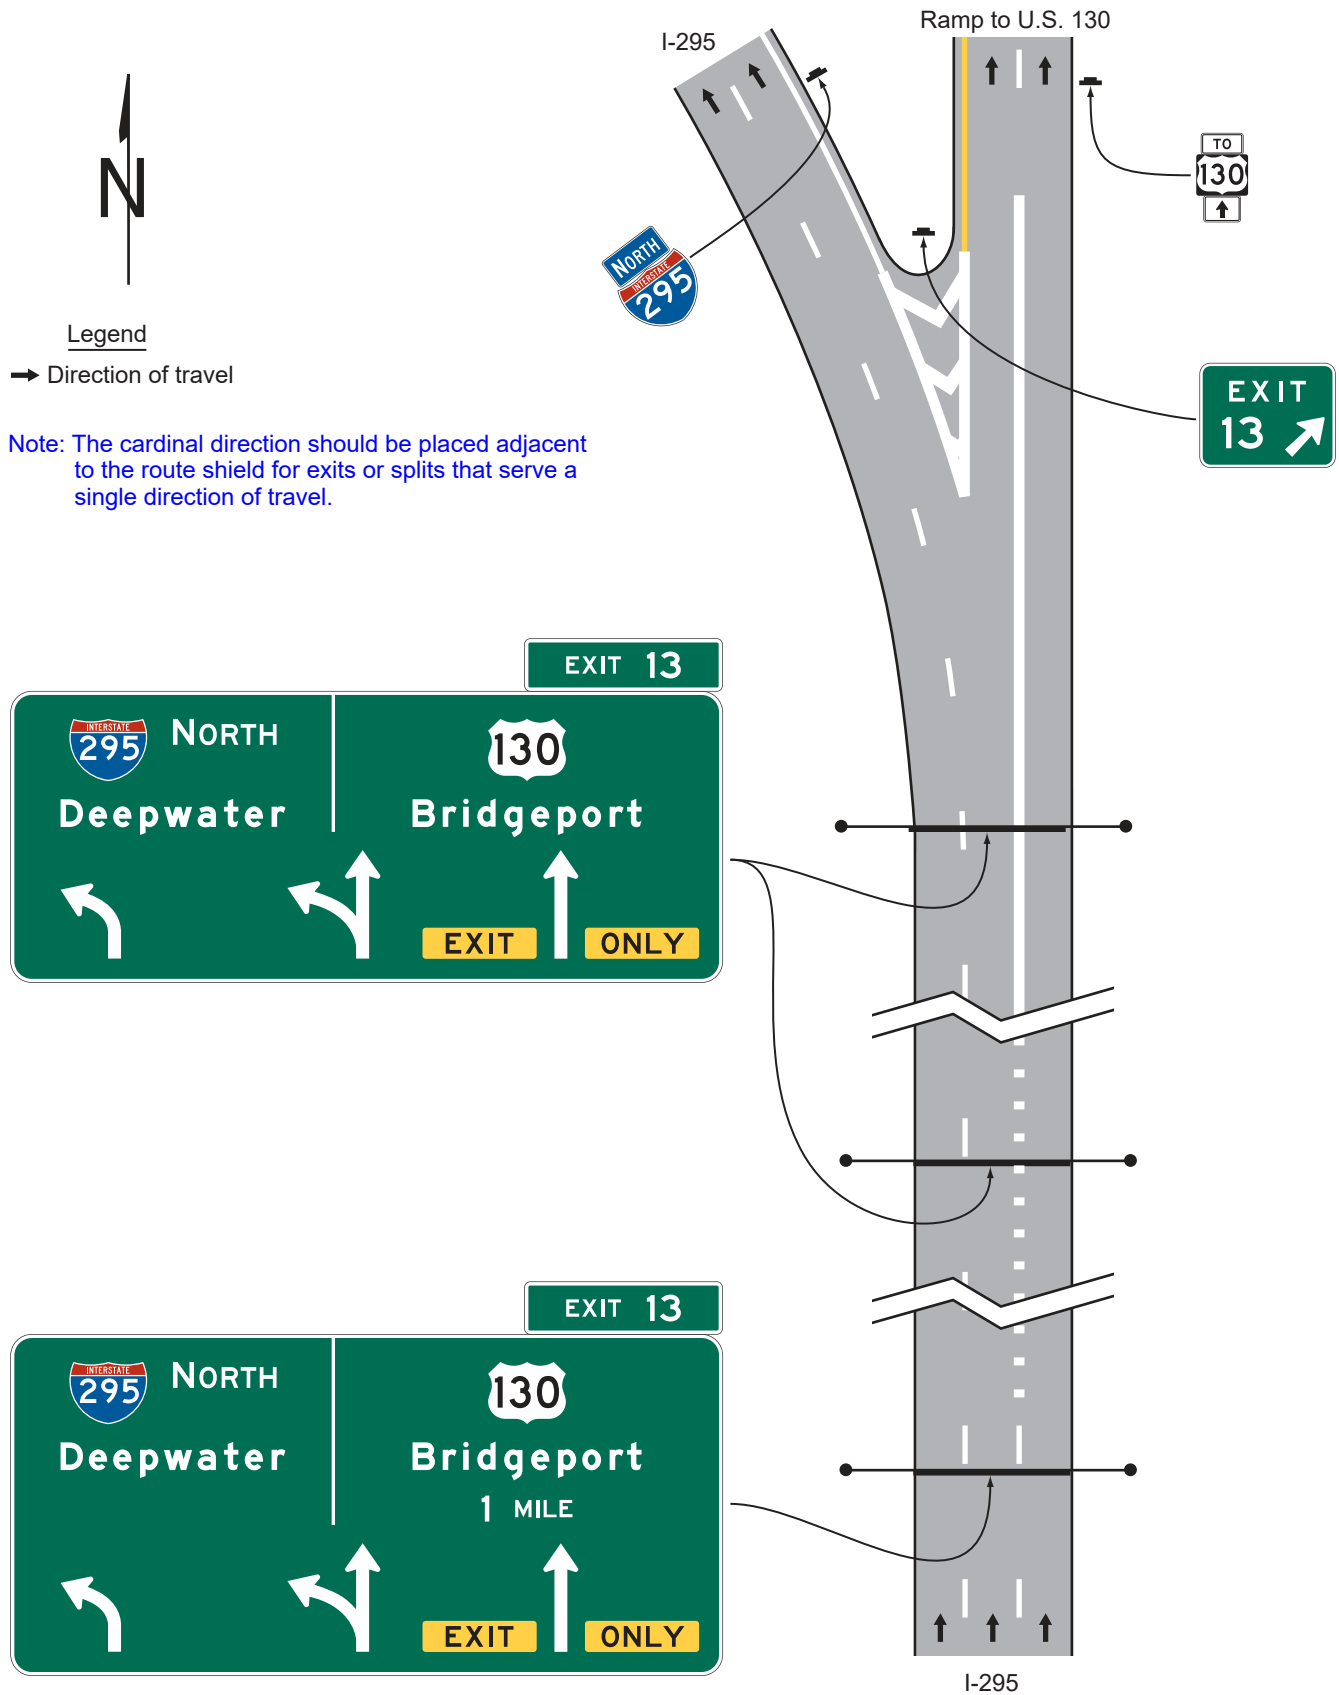 Ramp to U.S. 130
I-295
N
TO
130
NORTH
INTERSTATE
295
Legend
Direction of travel
EXIT
13
Note: The cardinal direction should be placed adjacent
to the route shield for exits or splits that serve a
single direction of travel.
EXIT 13
INTERSTATE
295 NORTH
130
Deepwater
Bridgeport
EXIT ONLY
EXIT 13
INTERSTATE
295 NORTH
130
Deepwater
Bridgeport
1 MILE
EXIT ONLY
I-295